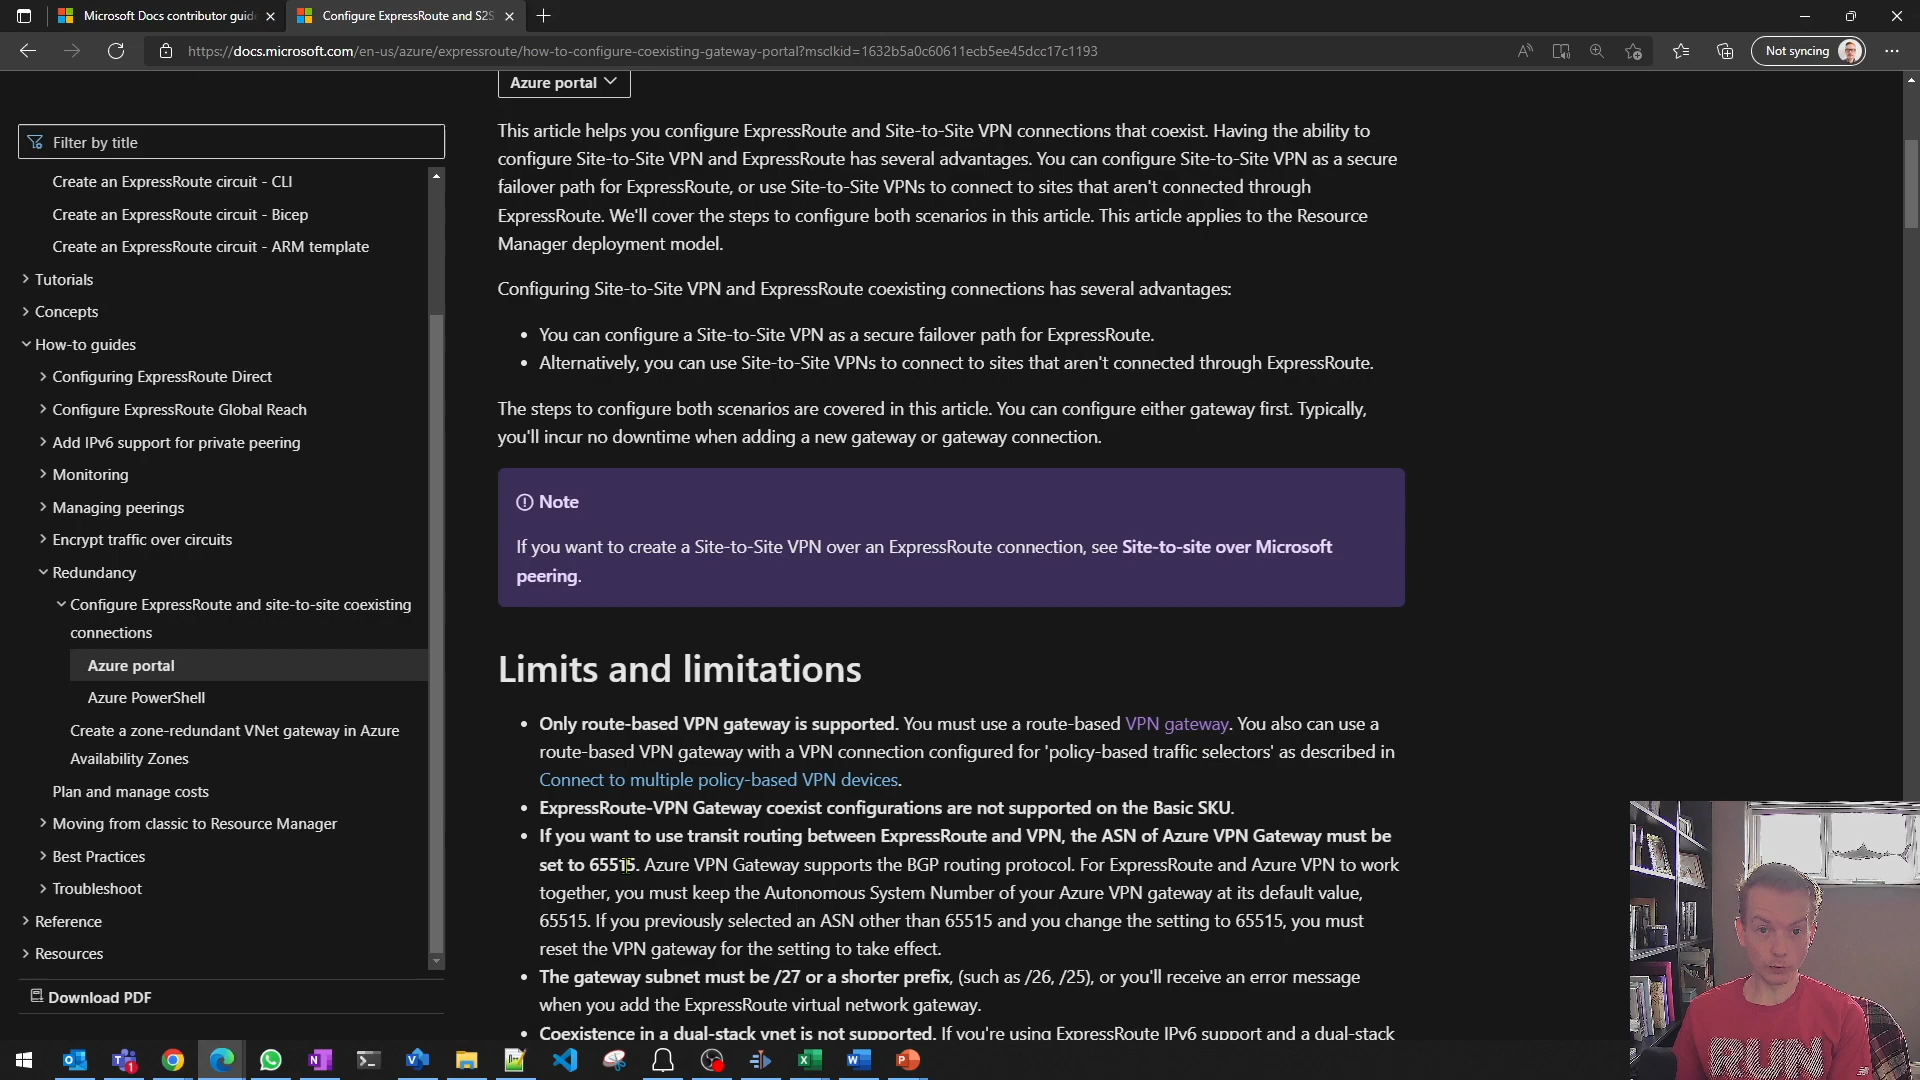 Microsoft Docs contributor guide
Configure ExpressRoute and S2S
https://docs.microsoft.com/en-us/azure/expressroute/how-to-configure-coexisting-gateway-portal?msclkid=1632b5a0c60611ecb5ee45dcc17c1193
Not syncing
Filter by title
Create an ExpressRoute circuit - CLI
Create an ExpressRoute circuit - Bicep
Create an ExpressRoute circuit - ARM template
Tutorials
Concepts
How-to guides
Configuring ExpressRoute Direct
Configure ExpressRoute Global Reach
Add IPv6 support for private peering
Monitoring
Managing peerings
Encrypt traffic over circuits
Redundancy
Configure ExpressRoute and site-to-site coexisting
connections
Azure portal
Azure PowerShell
Create a zone-redundant VNet gateway in Azure
Availability Zones
Plan and manage costs
Moving from classic to Resource Manager
Best Practices
Troubleshoot
Reference
Resources
Download PDF
Azure portal
This article helps you configure ExpressRoute and Site-to-Site VPN connections that coexist. Having the ability to
configure Site-to-Site VPN and ExpressRoute has several advantages. You can configure Site-to-Site VPN as a secure
failover path for ExpressRoute, or use Site-to-Site VPNs to connect to sites that aren't connected through
ExpressRoute. We'll cover the steps to configure both scenarios in this article. This article applies to the Resource
Manager deployment model.
Configuring Site-to-Site VPN and ExpressRoute coexisting connections has several advantages:
• You can configure a Site-to-Site VPN as a secure failover path for ExpressRoute.
• Alternatively, you can use Site-to-Site VPNs to connect to sites that aren't connected through ExpressRoute.
The steps to configure both scenarios are covered in this article. You can configure either gateway first. Typically,
you'll incur no downtime when adding a new gateway or gateway connection.
Note
If you want to create a Site-to-Site VPN over an ExpressRoute connection, see Site-to-site over Microsoft
peering.
Limits and limitations
• Only route-based VPN gateway is supported. You must use a route-based VPN gateway. You also can use a
route-based VPN gateway with a VPN connection configured for 'policy-based traffic selectors' as described in
Connect to multiple policy-based VPN devices.
• ExpressRoute-VPN Gateway coexist configurations are not supported on the Basic SKU.
• If you want to use transit routing between ExpressRoute and VPN, the ASN of Azure VPN Gateway must be
set to 65515. Azure VPN Gateway supports the BGP routing protocol. For ExpressRoute and Azure VPN to work
together, you must keep the Autonomous System Number of your Azure VPN gateway at its default value,
65515. If you previously selected an ASN other than 65515 and you change the setting to 65515, you must
reset the VPN gateway for the setting to take effect.
• The gateway subnet must be /27 or a shorter prefix, (such as /26, /25), or you'll receive an error message
when you add the ExpressRoute virtual network gateway.
• Coexistence in a dual-stack vnet is not supported. If you're using ExpressRoute IPv6 support and a dual-stack
RUN